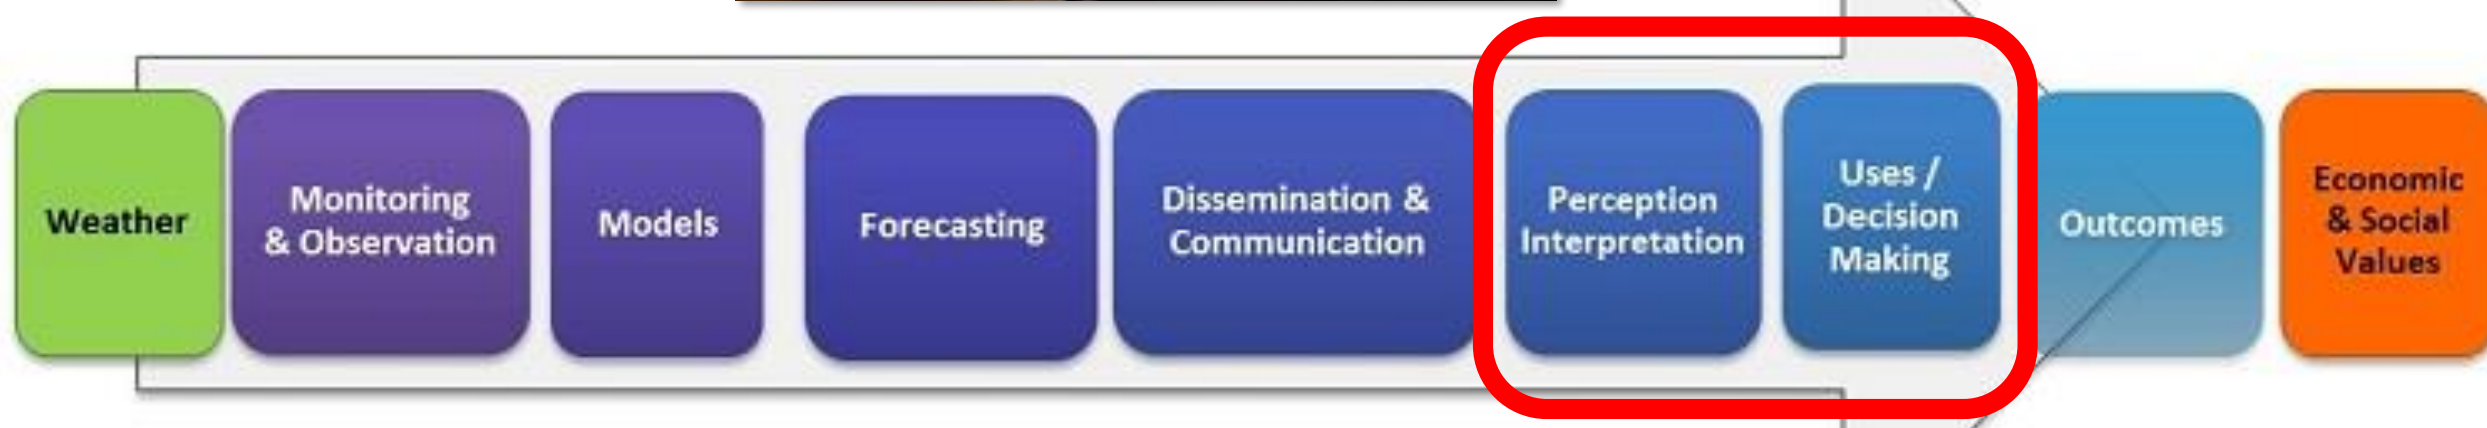 Weather
Monitoring
& Observation
Models
Forecasting
Dissemination &
Communication
Perception
Interpretation
Uses /
Decision
Making
Outcomes
Economic
& Social
Values